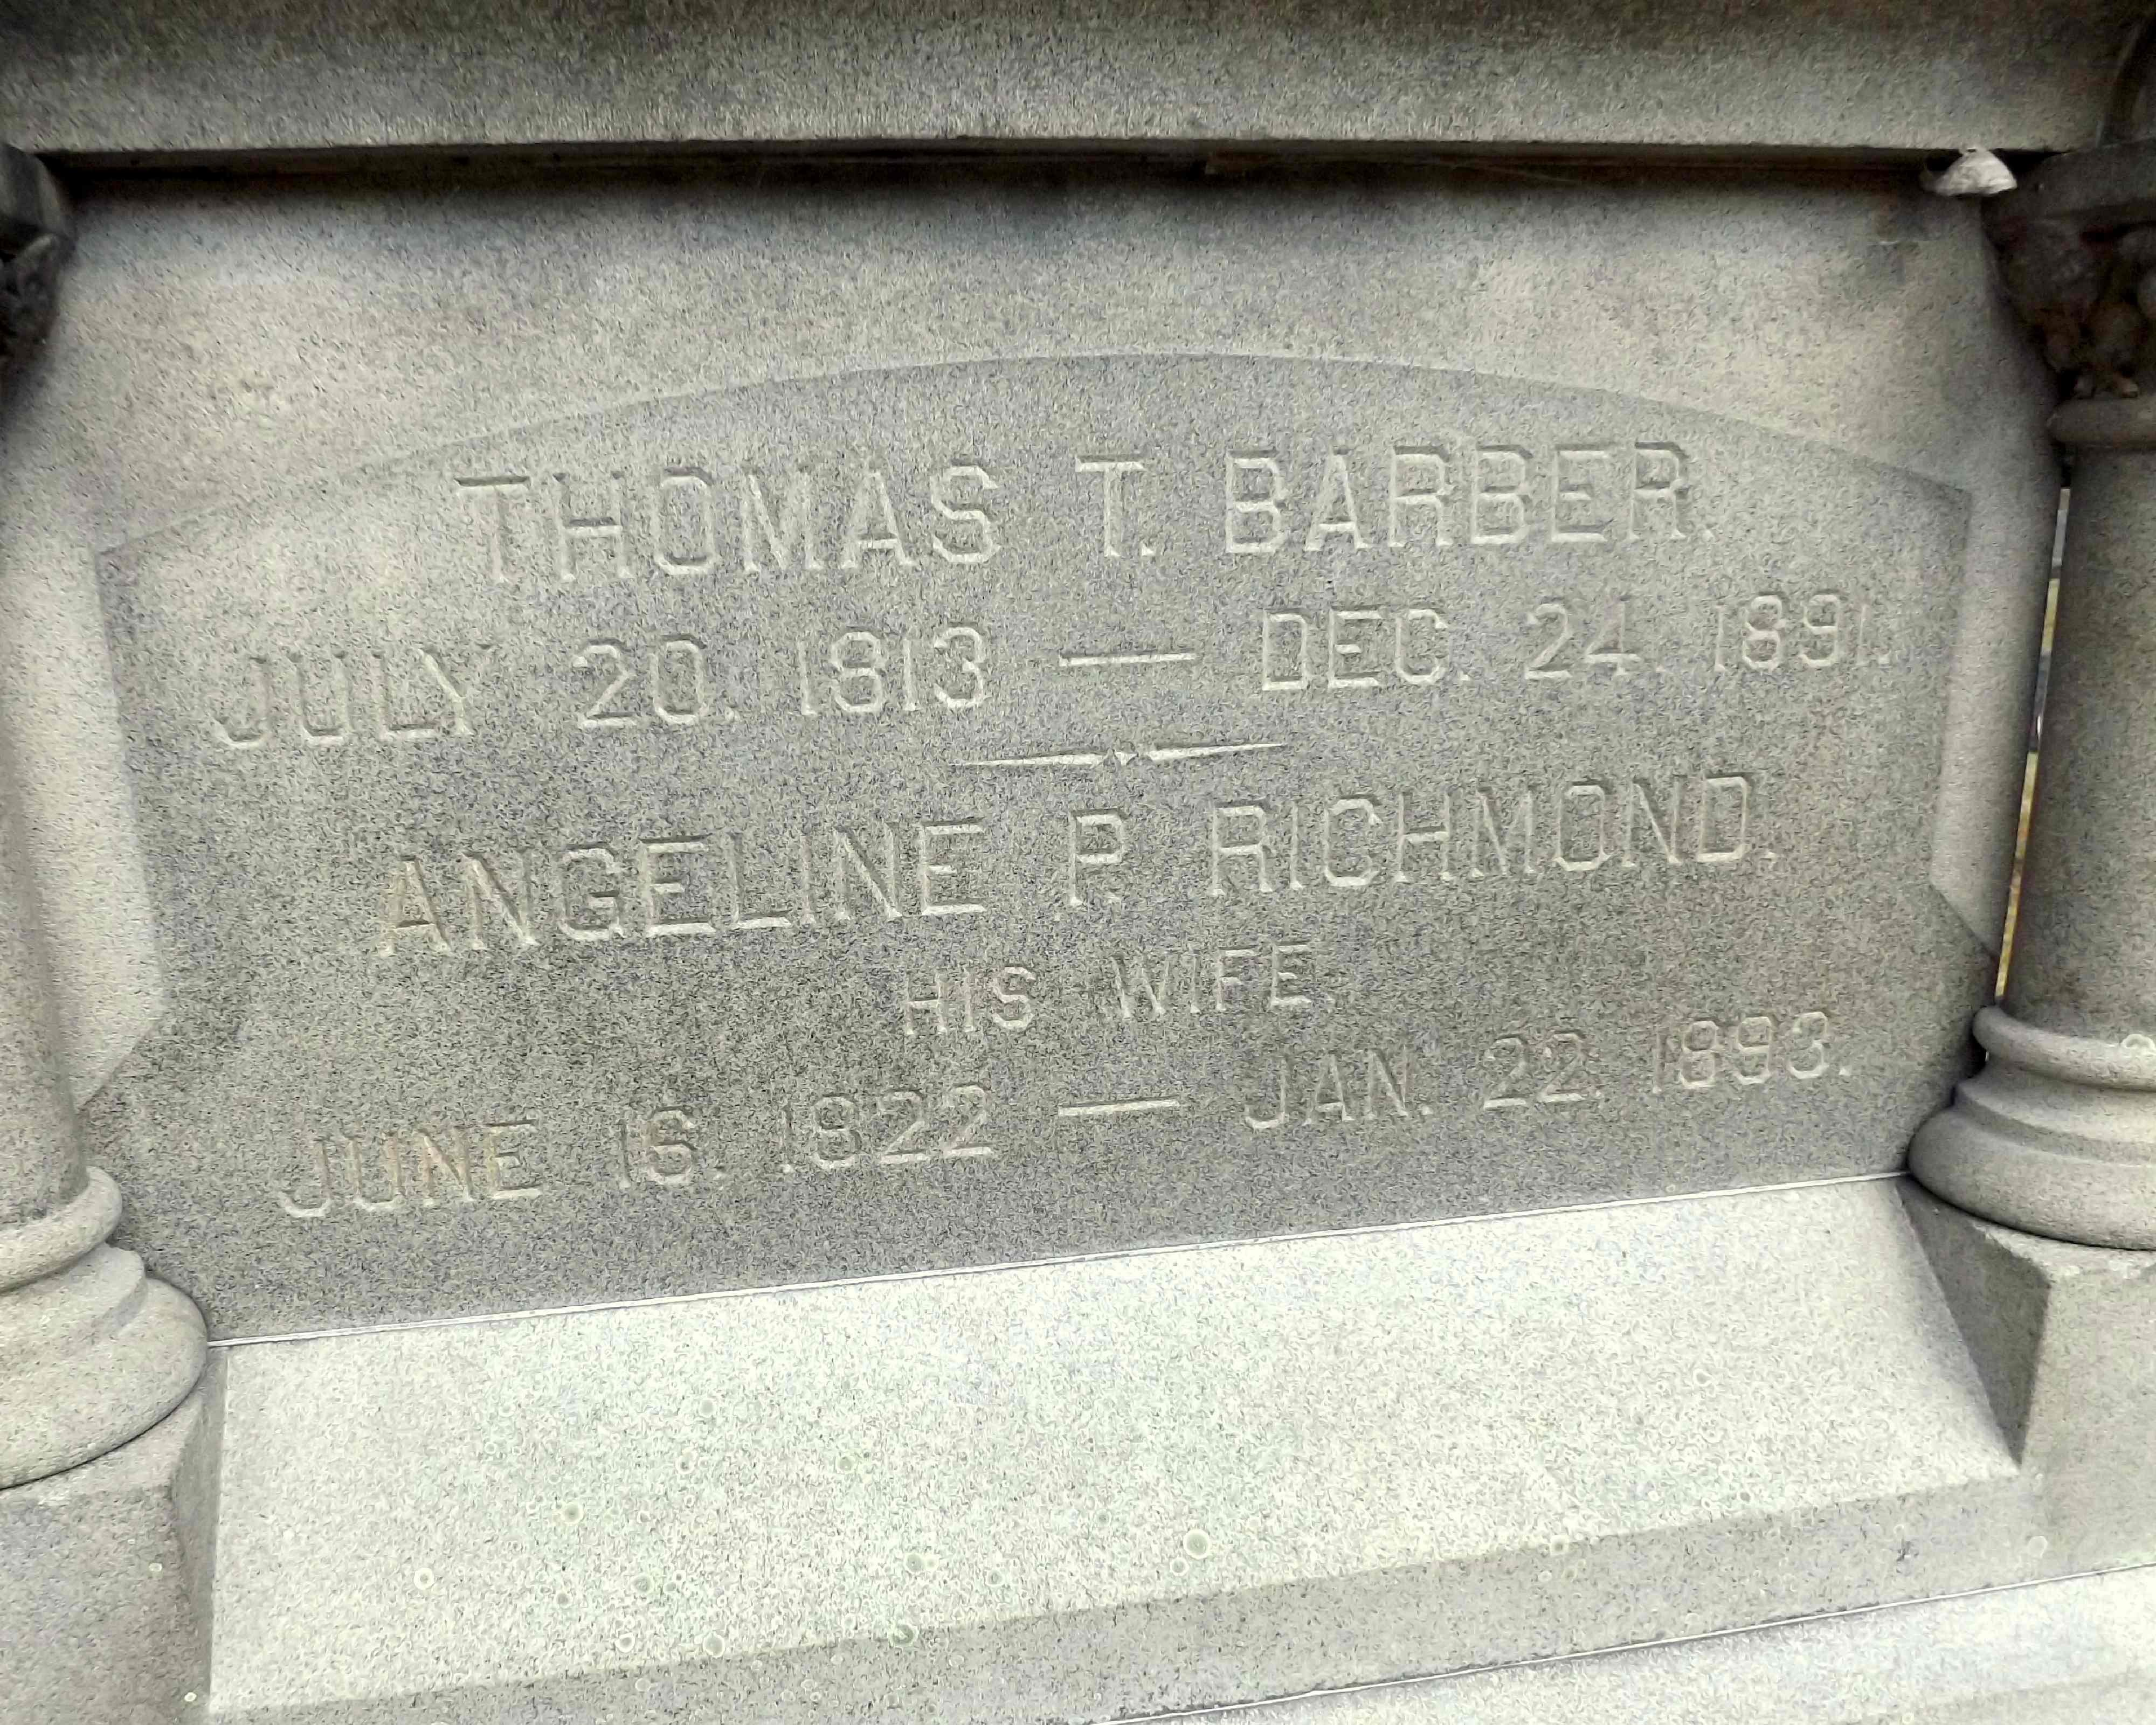 THOMAS T. BARBER.
JULY 20. 1813 — DEC. 24. 1891.
ANGELINE P. RICHMOND.
HIS WIFE.
JUNE 16. 1822 — JAN. 22. 1893.